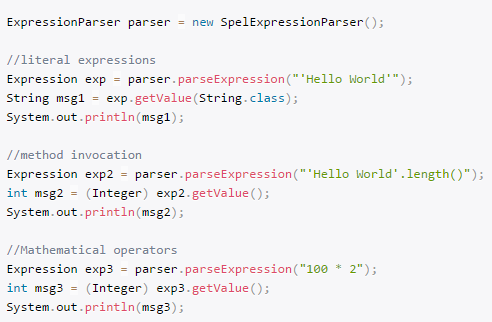 ExpressionParser parser = new SpelExpressionParser();
//literal expressions
Expression exp = parser.parseExpression("'Hello World'");
String msg1 = exp.getValue(String.class);
System.out.println(msg1);
//method invocation
Expression exp2 = parser.parseExpression("'Hello World'.length()");
int msg2 = (Integer) exp2.getValue();
System.out.println(msg2);
//Mathematical operators
Expression exp3 = parser.parseExpression("100 * 2");
int msg3 = (Integer) exp3.getValue();
System.out.println(msg3);